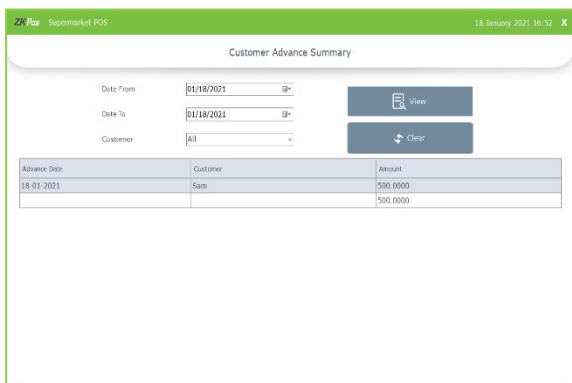 ZKPos Supermarket POS 18 January 2021 16:52 X
Customer Advance Summary
Date From 01/18/2021
View
Date To 01/18/2021
Customer All
Clear
Advance Date Customer Amount
18-01-2021 Sam 500.0000
500.0000